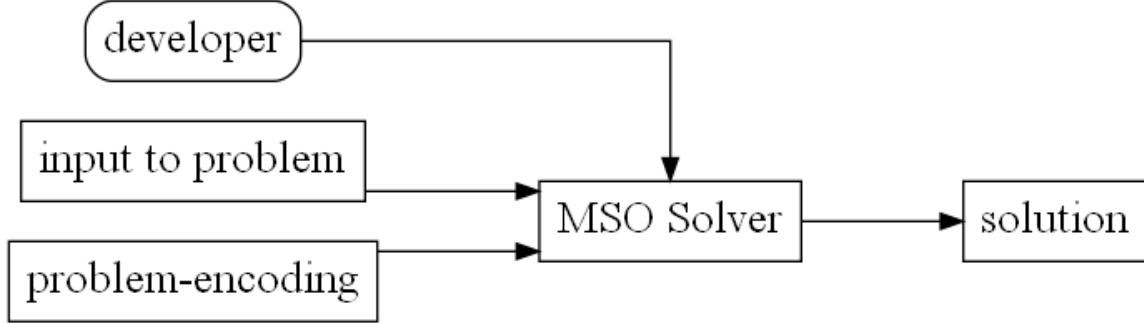 developer
input to problem
MSO Solver
solution
problem-encoding